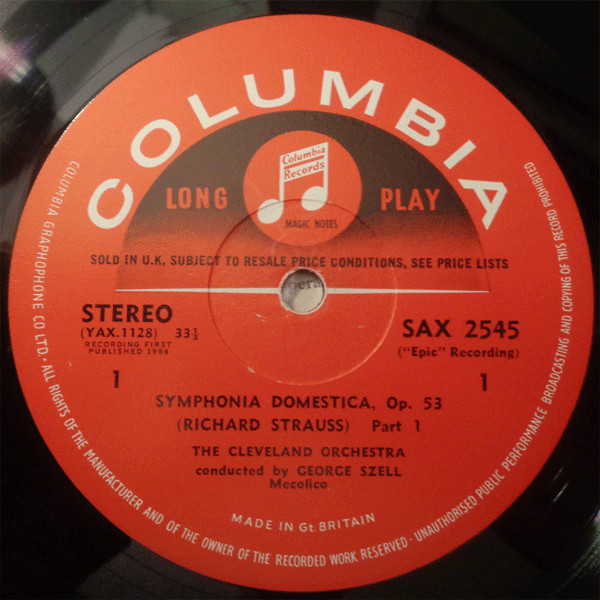 COLUMBIA
Columbia
Records
LONG PLAY
MAGIC NOTES
SOLD IN U.K. SUBJECT TO RESALE PRICE CONDITIONS, SEE PRICE LISTS
opera
STEREO
(YAX.1128) 33⅓
RECORDING FIRST
PUBLISHED 1964
SAX 2545
("Epic" Recording)
1 1
SYMPHONIA DOMESTICA, Op. 53
(RICHARD STRAUSS) Part 1
THE CLEVELAND ORCHESTRA
conducted by GEORGE SZELL
Mecolico
MADE IN Gt. BRITAIN
COLUMBIA GRAPHOPHONE CO LTD · ALL RIGHTS OF THE MANUFACTURER AND OF THE OWNER OF THE RECORDED WORK RESERVED · UNAUTHORISED PUBLIC PERFORMANCE BROADCASTING AND COPYING OF THIS RECORD PROHIBITED